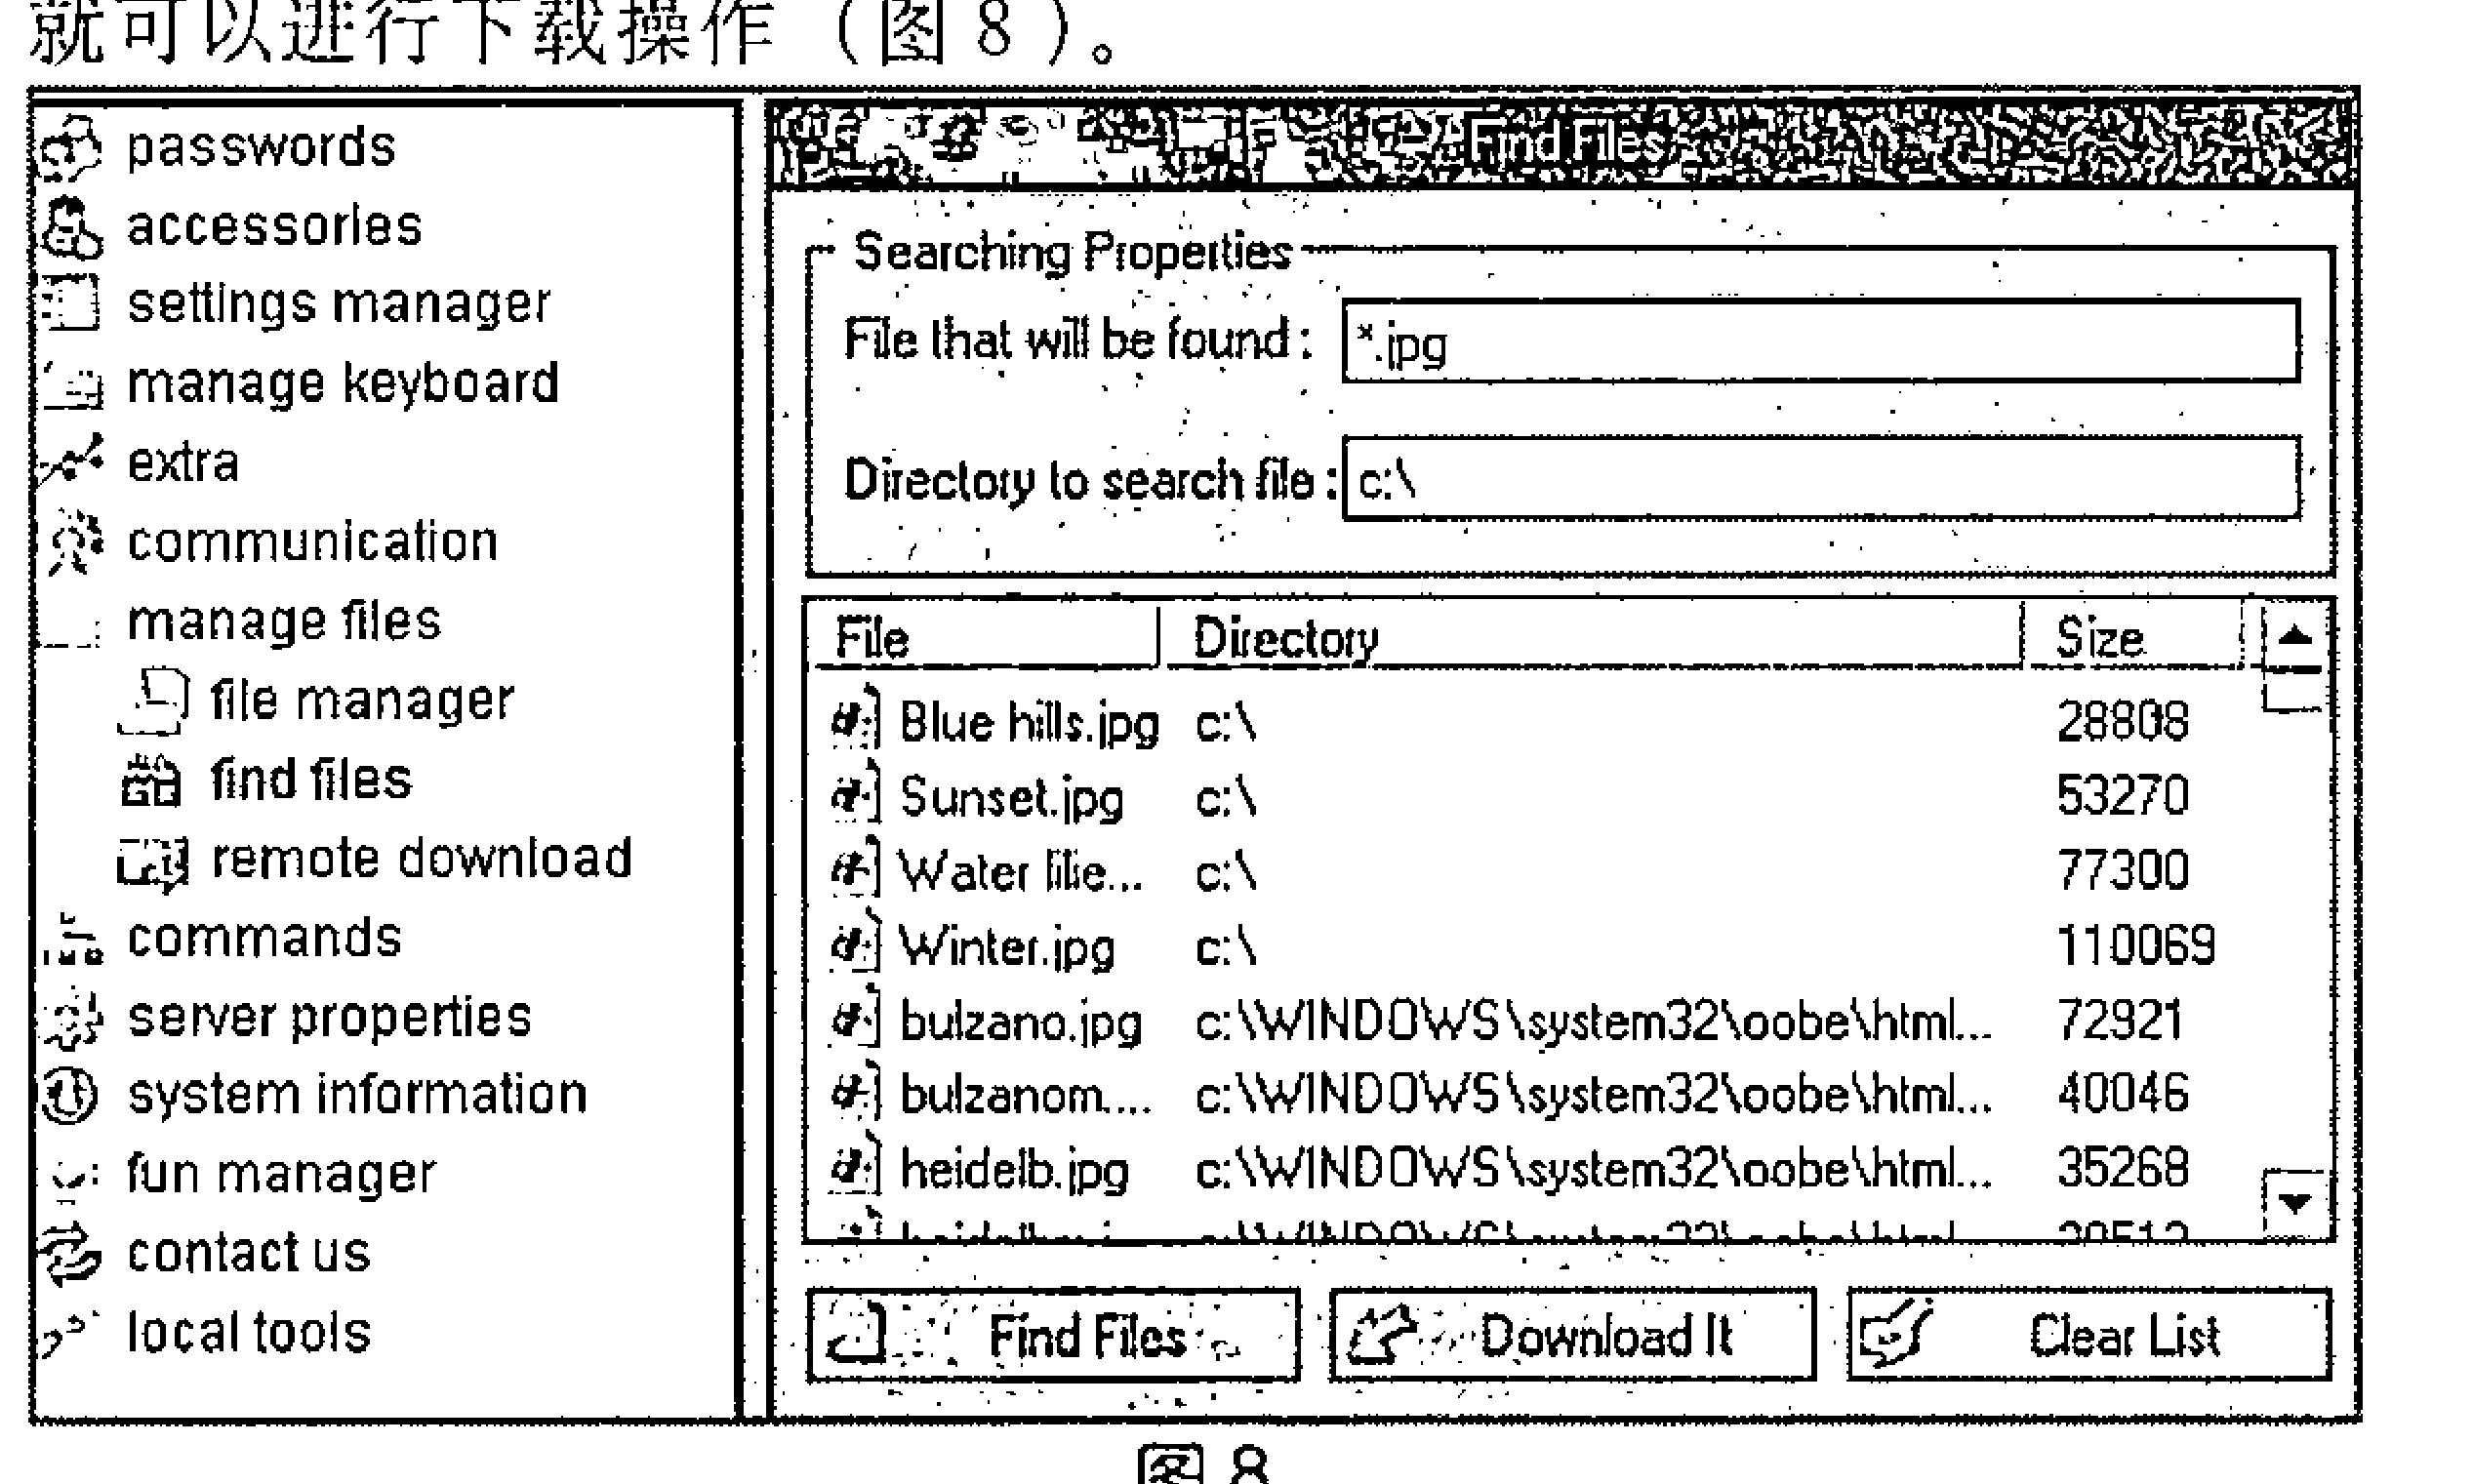 就可以进行下载操作（图8）。
passwords
accessories
settings manager
manage keyboard
extra
communication
manage files
file manager
find files
remote download
commands
server properties
system information
fun manager
contact us
local tools
Find Files
Searching Properties
File that will be found : *.jpg
Directory to search file : c:\
File Directory Size
Blue hills.jpg c:\ 28808
Sunset.jpg c:\ 53270
Water lilie... c:\ 77300
Winter.jpg c:\ 110069
bulzano.jpg c:\WINDOWS\system32\oobe\html... 72921
bulzanom.... c:\WINDOWS\system32\oobe\html... 40046
heidelb.jpg c:\WINDOWS\system32\oobe\html... 35268
c:\WINDOWS\system32\oobe\html
Find Files Download It Clear List
图 8